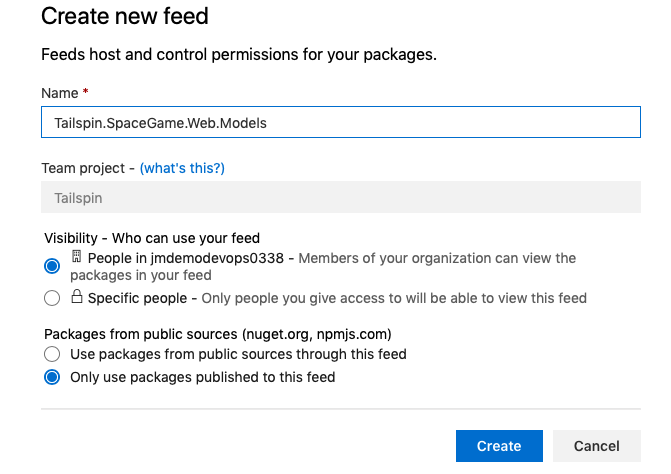 Create new feed
Feeds host and control permissions for your packages.
Name *
Tailspin.SpaceGame.Web.Models
Team project - (what's this?)
Tailspin
Visibility - Who can use your feed
People in jmdemodevops0338 - Members of your organization can view the
packages in your feed
Specific people - Only people you give access to will be able to view this feed
Packages from public sources (nuget.org, npmjs.com)
Use packages from public sources through this feed
Only use packages published to this feed
Create Cancel